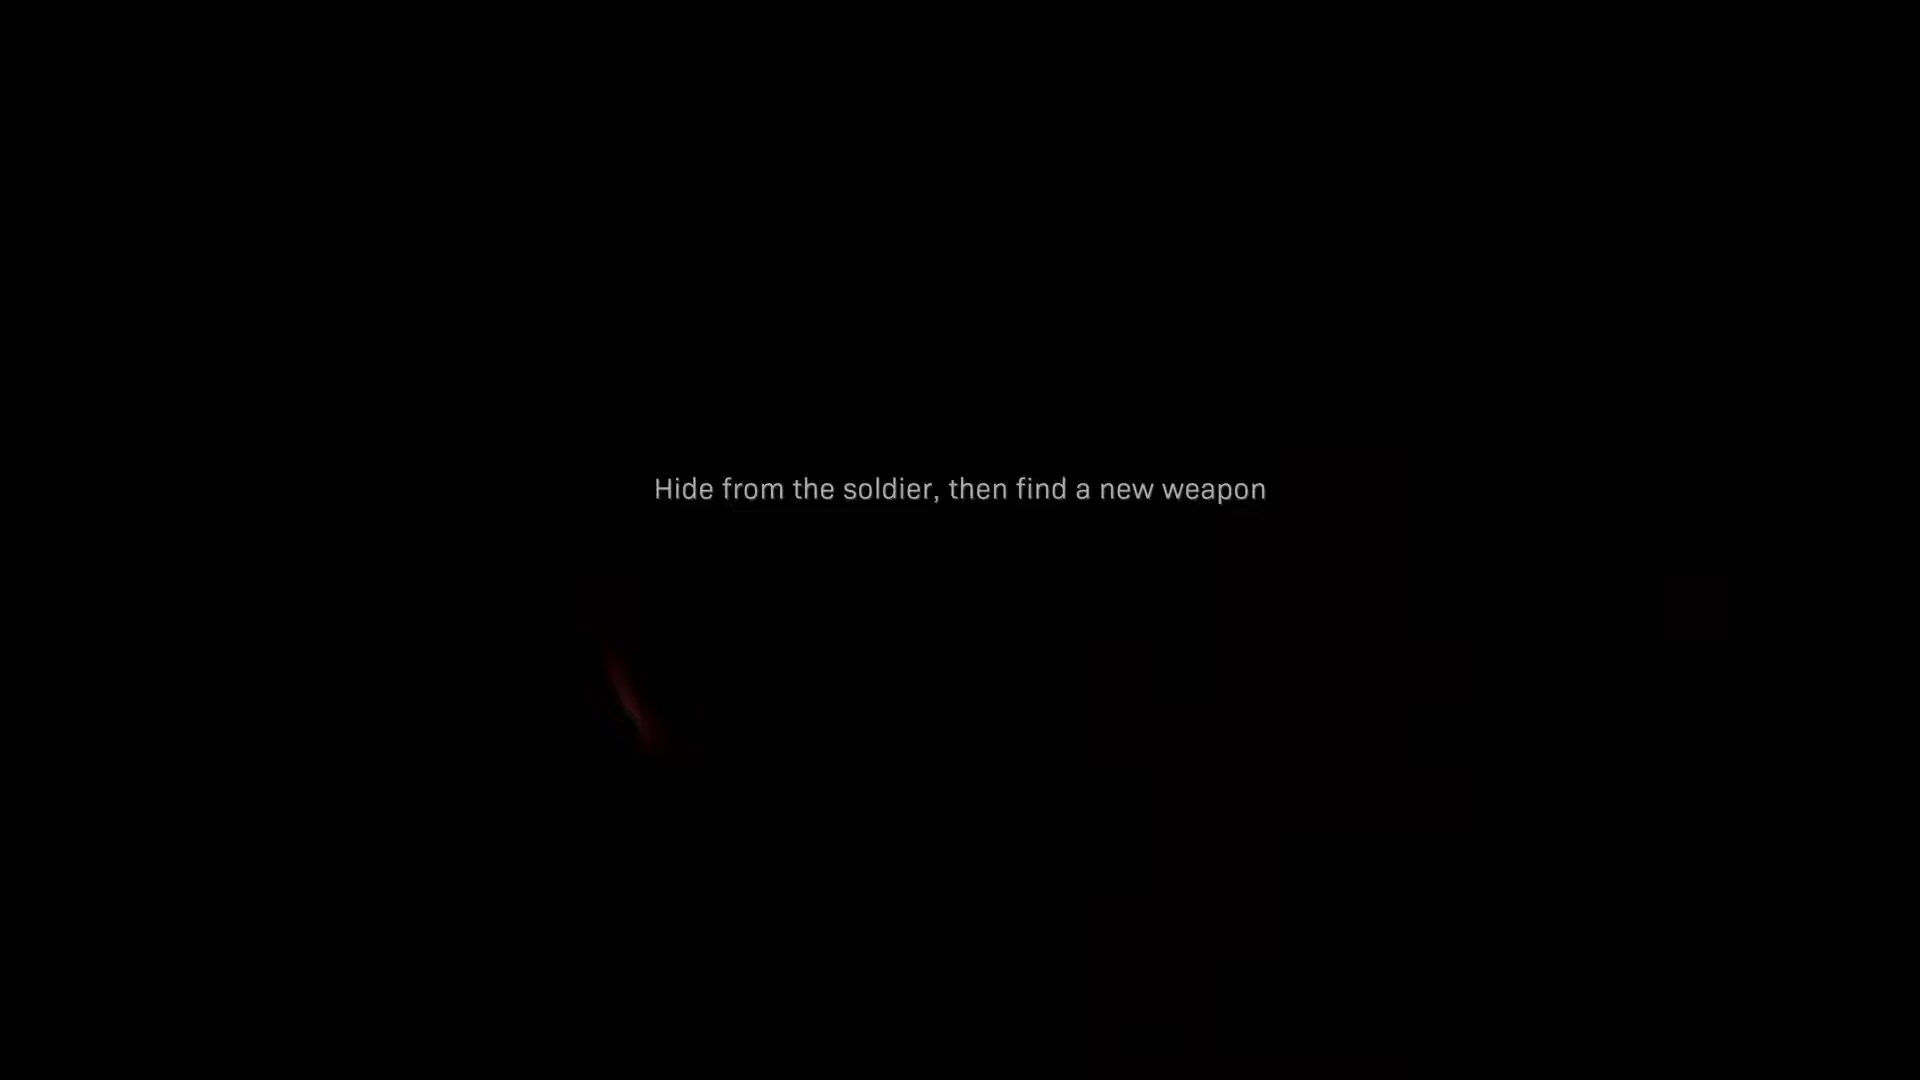 Hide from the soldier, then find a new weapon